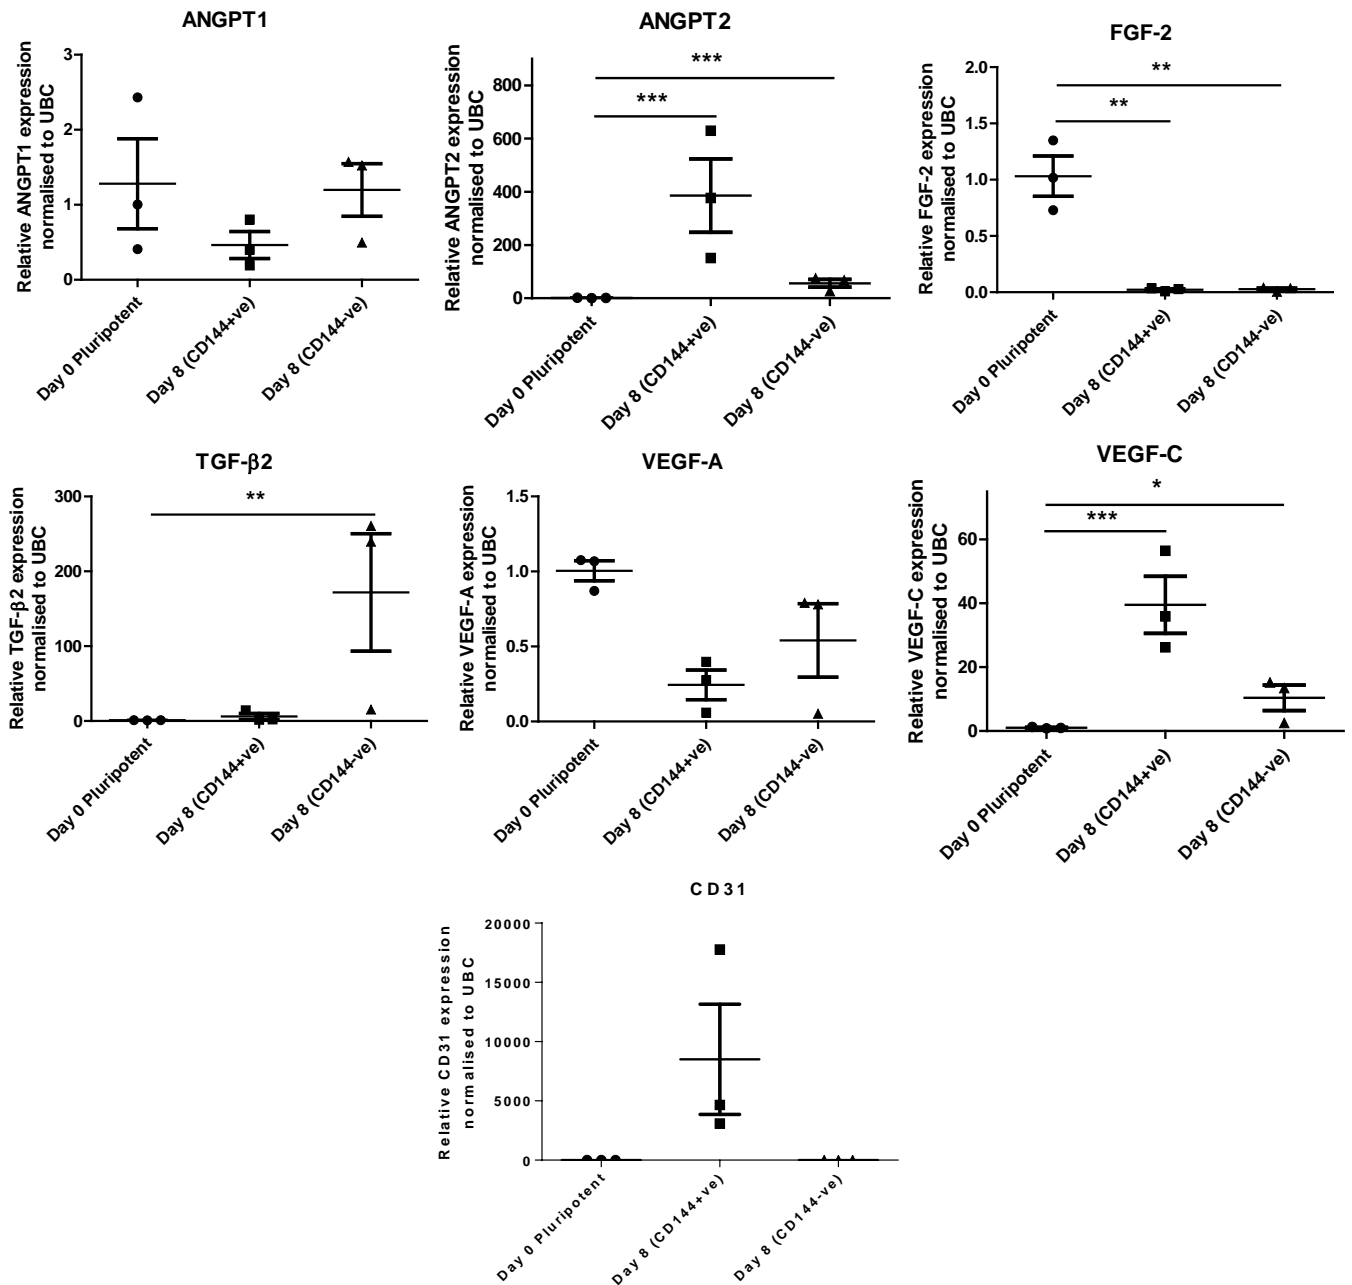 ANGPT1
Relative ANGPT1 expression
normalised to UBC
3
2
1
0
Day 0 Pluripotent
Day 8 (CD144+ve)
Day 8 (CD144-ve)
ANGPT2
Relative ANGPT2 expression
normalised to UBC
800
600
400
200
0
***
***
Day 0 Pluripotent
Day 8 (CD144+ve)
Day 8 (CD144-ve)
FGF-2
Relative FGF-2 expression
normalised to UBC
2.0
1.5
1.0
0.5
0.0
**
**
Day 0 Pluripotent
Day 8 (CD144+ve)
Day 8 (CD144-ve)
TGF-β2
Relative TGF-β2 expression
normalised to UBC
300
200
100
0
**
Day 0 Pluripotent
Day 8 (CD144+ve)
Day 8 (CD144-ve)
VEGF-A
Relative VEGF-A expression
normalised to UBC
1.5
1.0
0.5
0.0
Day 0 Pluripotent
Day 8 (CD144+ve)
Day 8 (CD144-ve)
VEGF-C
Relative VEGF-C expression
normalised to UBC
60
40
20
0
*
***
Day 0 Pluripotent
Day 8 (CD144+ve)
Day 8 (CD144-ve)
CD31
Relative CD31 expression
normalised to UBC
20000
15000
10000
5000
0
Day 0 Pluripotent
Day 8 (CD144+ve)
Day 8 (CD144-ve)